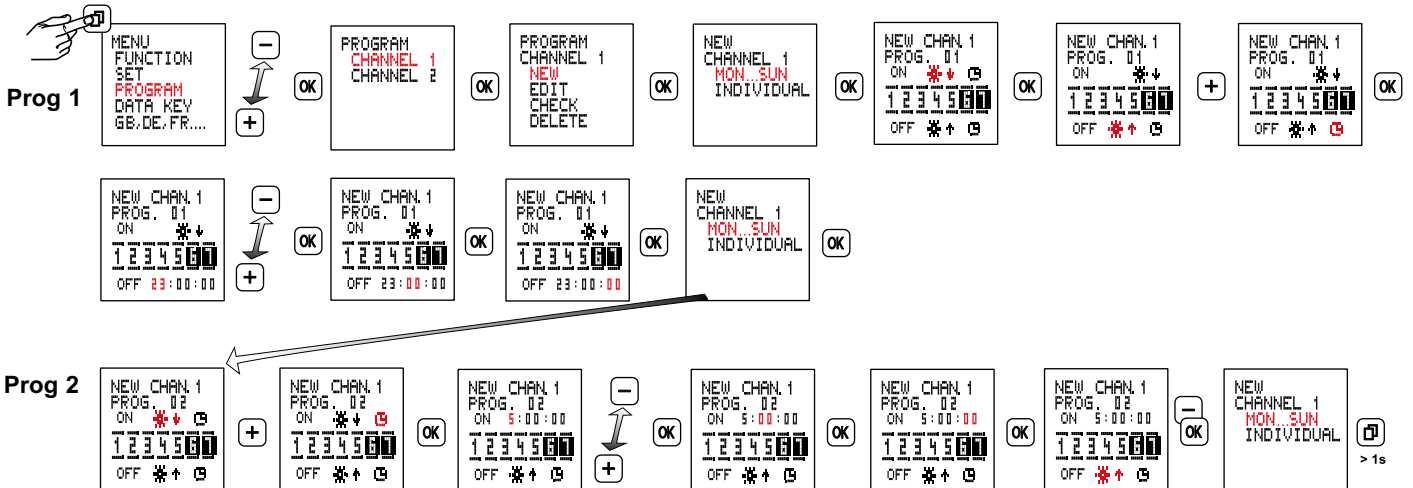 Prog 1
MENU
FUNCTION
SET
PROGRAM
DATA KEY
GB,DE,FR....
−
+
OK
PROGRAM
CHANNEL 1
CHANNEL 2
OK
PROGRAM
CHANNEL 1
NEW
EDIT
CHECK
DELETE
OK
NEW
CHANNEL 1
MON...SUN
INDIVIDUAL
OK
NEW CHAN. 1
PROG. 01
ON
1 2 3 4 5 6 7
OFF
OK
NEW CHAN. 1
PROG. 01
ON
1 2 3 4 5 6 7
OFF
+
NEW CHAN. 1
PROG. 01
ON
1 2 3 4 5 6 7
OFF
OK
NEW CHAN. 1
PROG. 01
ON
1 2 3 4 5 6 7
OFF 23:00:00
−
+
OK
NEW CHAN. 1
PROG. 01
ON
1 2 3 4 5 6 7
OFF 23:00:00
OK
NEW CHAN. 1
PROG. 01
ON
1 2 3 4 5 6 7
OFF 23:00:00
OK
NEW
CHANNEL 1
MON...SUN
INDIVIDUAL
OK
Prog 2
NEW CHAN. 1
PROG. 02
ON
1 2 3 4 5 6 7
OFF
+
NEW CHAN. 1
PROG. 02
ON
1 2 3 4 5 6 7
OFF
OK
NEW CHAN. 1
PROG. 02
ON 5:00:00
1 2 3 4 5 6 7
OFF
−
+
OK
NEW CHAN. 1
PROG. 02
ON 5:00:00
1 2 3 4 5 6 7
OFF
OK
NEW CHAN. 1
PROG. 02
ON 5:00:00
1 2 3 4 5 6 7
OFF
OK
NEW CHAN. 1
PROG. 02
ON 5:00:00
1 2 3 4 5 6 7
OFF
−
OK
NEW
CHANNEL 1
MON...SUN
INDIVIDUAL
> 1s